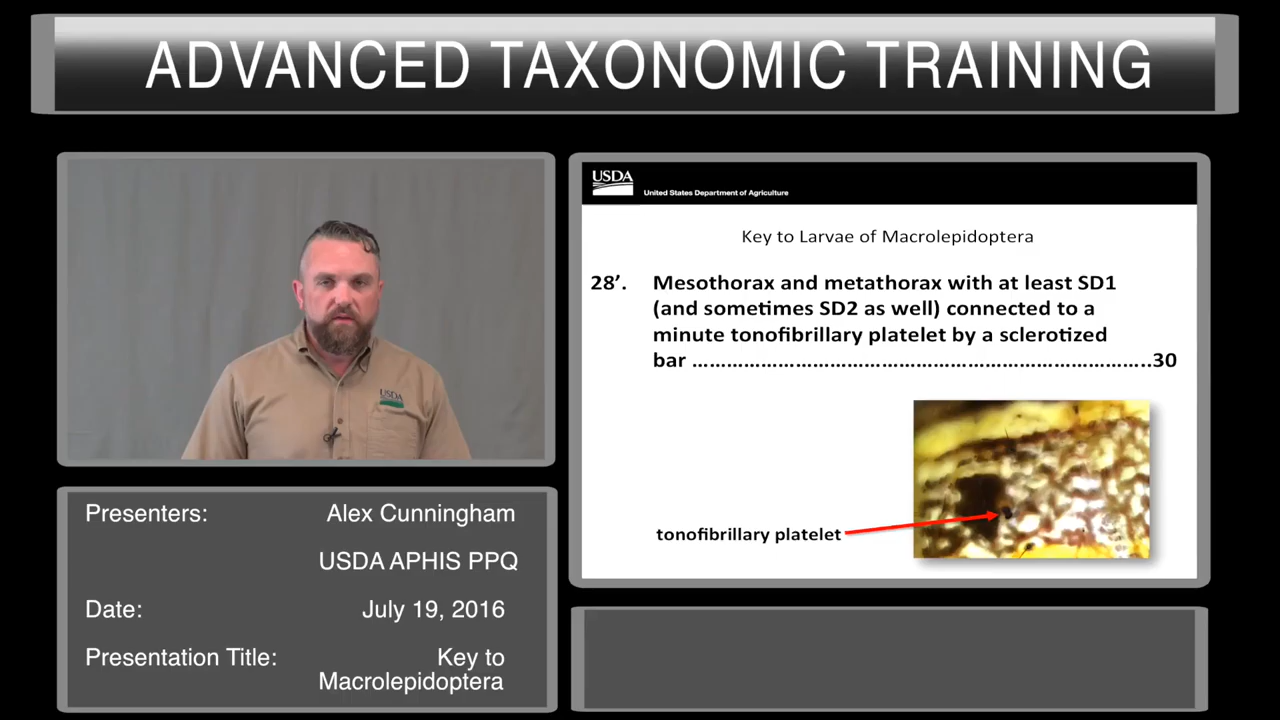 ADVANCED TAXONOMIC TRAINING
USDA
United States Department of Agriculture
Key to Larvae of Macrolepidoptera
28’. Mesothorax and metathorax with at least SD1
(and sometimes SD2 as well) connected to a
minute tonofibrillary platelet by a sclerotized
bar ………………………………………………………………………..30
tonofibrillary platelet
USDA
Presenters: Alex Cunningham
USDA APHIS PPQ
Date: July 19, 2016
Presentation Title: Key to
Macrolepidoptera